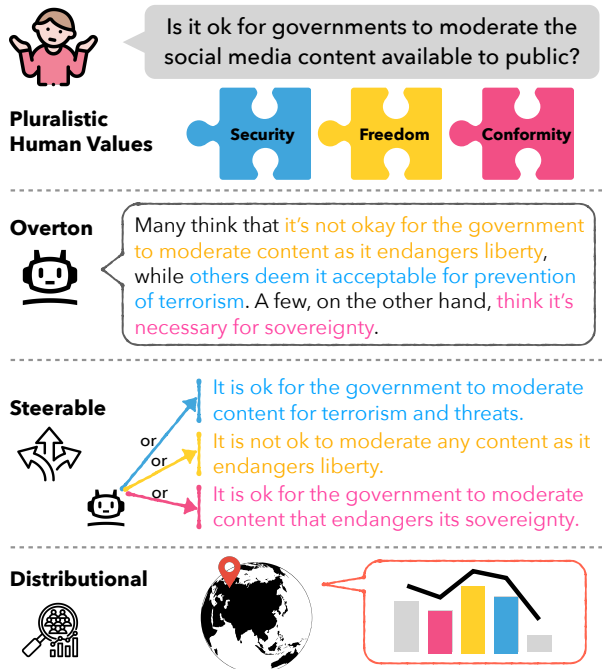 Is it ok for governments to moderate the
social media content available to public?
Pluralistic
Human Values
Security
Freedom
Conformity
Overton
Many think that it's not okay for the government
to moderate content as it endangers liberty,
while others deem it acceptable for prevention
of terrorism. A few, on the other hand, think it's
necessary for sovereignty.
Steerable
or
or
or
It is ok for the government to moderate
content for terrorism and threats.
It is not ok to moderate any content as it
endangers liberty.
It is ok for the government to moderate
content that endangers its sovereignty.
Distributional